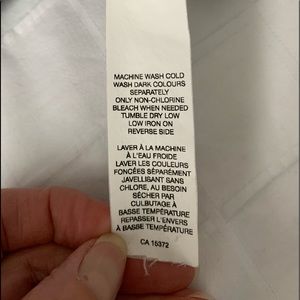 MACHINE WASH COLD
WASH DARK COLOURS
SEPARATELY
ONLY NON-CHLORINE
BLEACH WHEN NEEDED
TUMBLE DRY LOW
LOW IRON ON
REVERSE SIDE
LAVER À LA MACHINE
À L'EAU FROIDE
LAVER LES COULEURS
FONCÉES SÉPARÉMENT
JAVELLISANT SANS
CHLORE, AU BESOIN
SÉCHER PAR
CULBUTAGE À
BASSE TEMPÉRATURE
REPASSER L'ENVERS
À BASSE TEMPÉRATURE
CA 15372